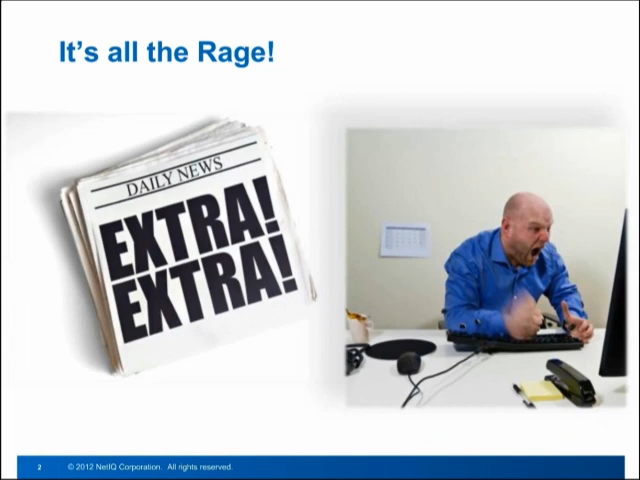 It's all the Rage!
DAILY NEWS
EXTRA!
EXTRA!
2 © 2012 NetIQ Corporation. All rights reserved.